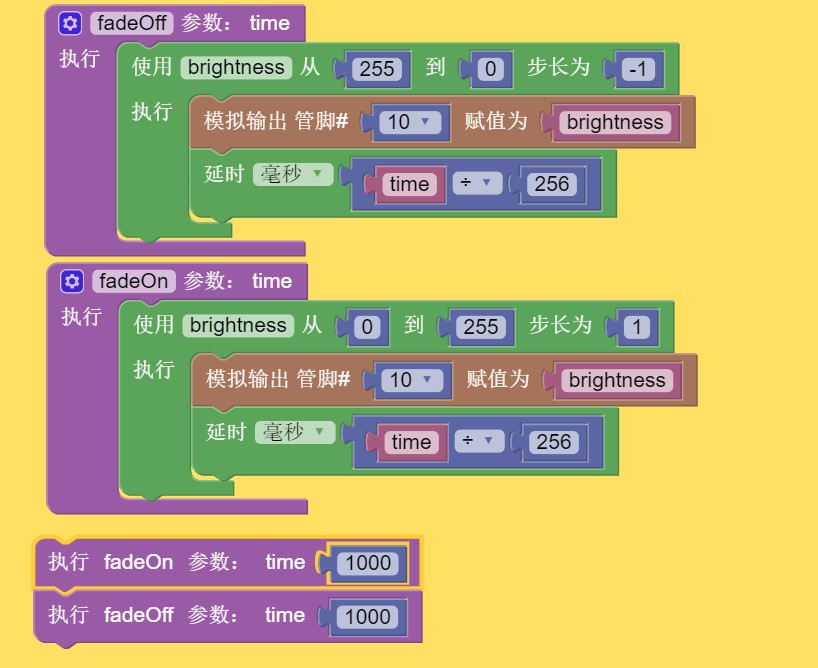 fadeOff 参数： time
执行 使用 brightness 从 255 到 0 步长为 -1
执行 模拟输出 管脚# 10 赋值为 brightness
延时 毫秒 time ÷ 256
fadeOn 参数： time
执行 使用 brightness 从 0 到 255 步长为 1
执行 模拟输出 管脚# 10 赋值为 brightness
延时 毫秒 time ÷ 256
执行 fadeOn 参数： time 1000
执行 fadeOff 参数： time 1000